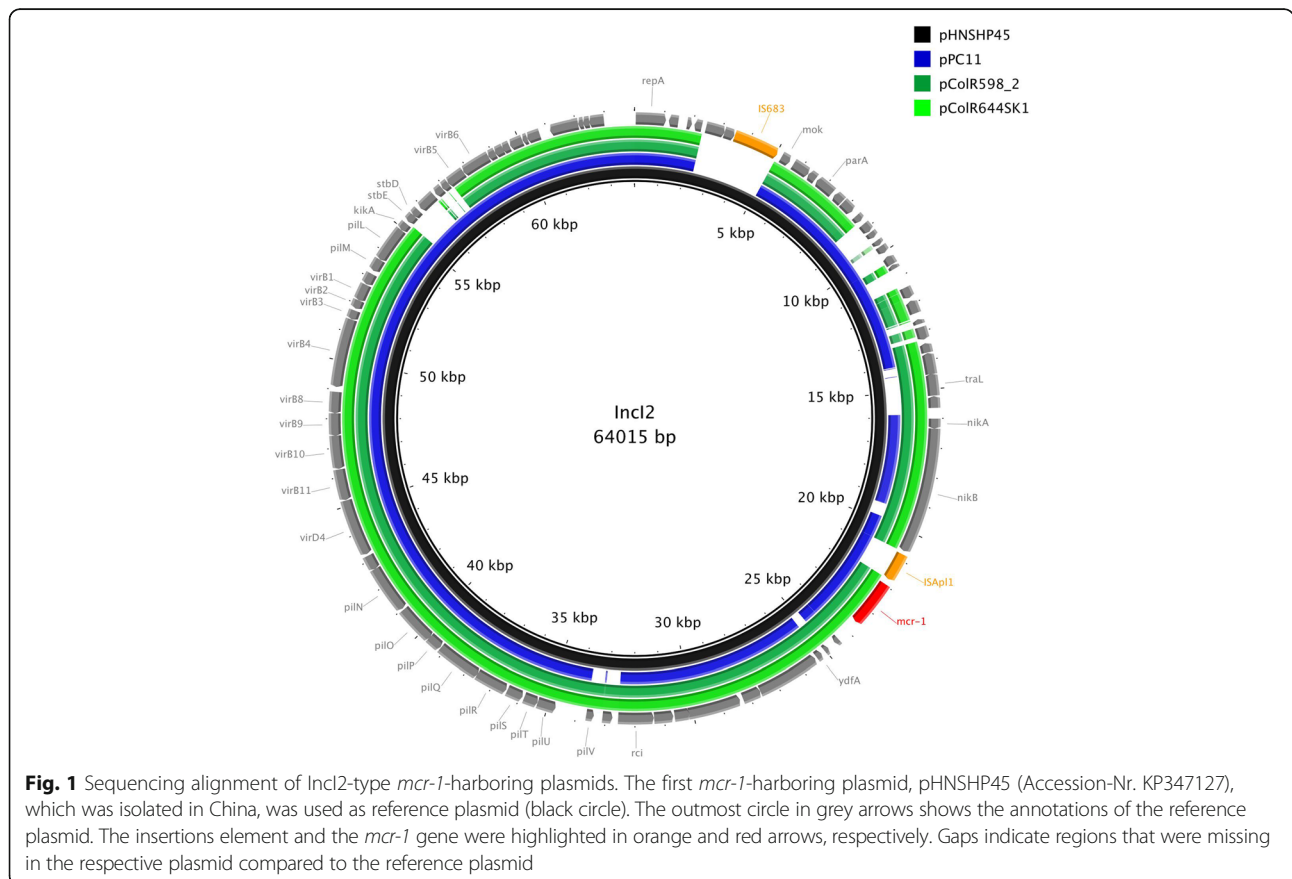 pHNSHP45
pPC11
pColR598_2
pColR644SK1
repA
IS683
mok
parA
traL
nikA
nikB
ISApl1
mcr-1
ydfA
rci
pilV
pilU
pilT
pilS
pilR
pilQ
pilP
pilO
pilN
virD4
virB11
virB10
virB9
virB8
virB4
virB3
virB2
virB1
pilM
pilL
kikA
stbE
stbD
virB5
virB6
5 kbp
10 kbp
15 kbp
20 kbp
25 kbp
30 kbp
35 kbp
40 kbp
45 kbp
50 kbp
55 kbp
60 kbp
IncI2
64015 bp
Fig. 1 Sequencing alignment of IncI2-type mcr-1-harboring plasmids. The first mcr-1-harboring plasmid, pHNSHP45 (Accession-Nr. KP347127),
which was isolated in China, was used as reference plasmid (black circle). The outmost circle in grey arrows shows the annotations of the reference
plasmid. The insertions element and the mcr-1 gene were highlighted in orange and red arrows, respectively. Gaps indicate regions that were missing
in the respective plasmid compared to the reference plasmid